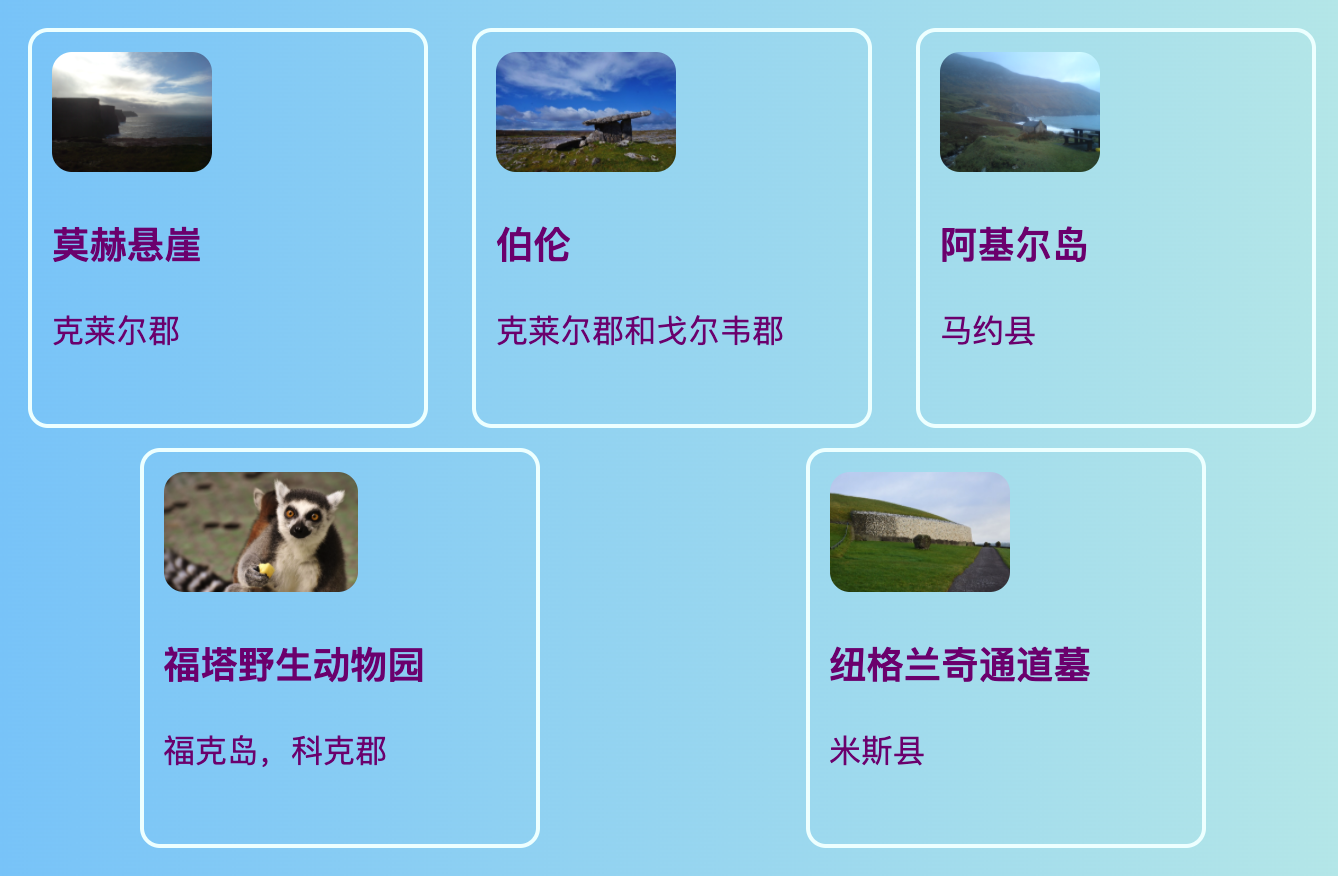 莫赫悬崖
克莱尔郡
伯伦
克莱尔郡和戈尔韦郡
阿基尔岛
马约县
福塔野生动物园
福克岛，科克郡
纽格兰奇通道墓
米斯县